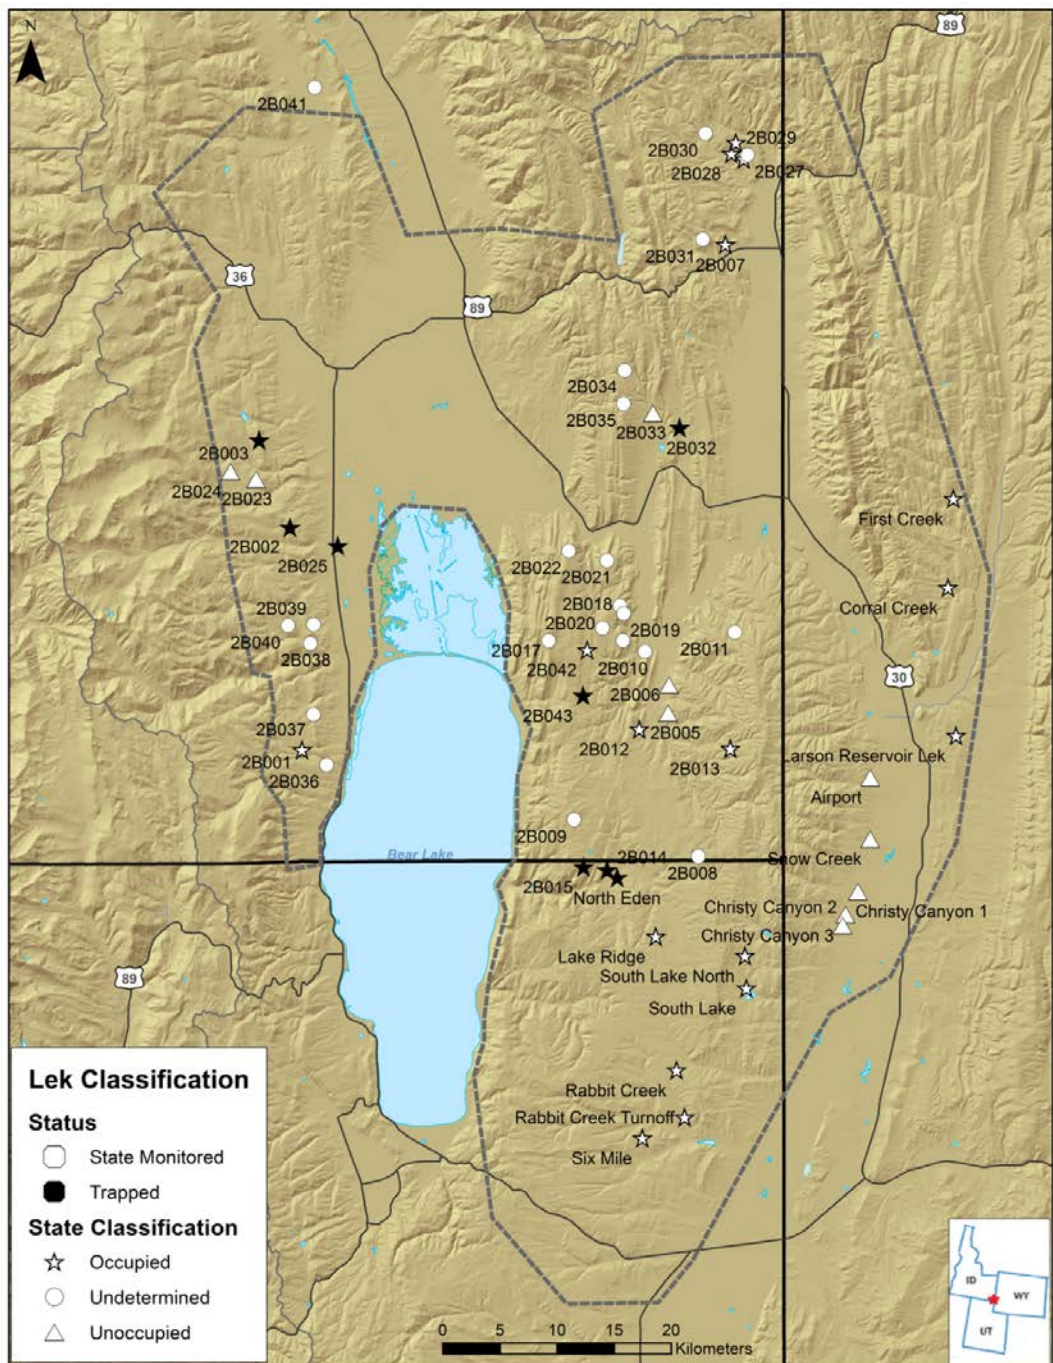 N
89
2B041
2B029
2B030
2B028
2B027
2B031
2B007
36
89
2B034
2B035
2B033
2B032
2B003
2B024
2B023
First Creek
2B002
2B025
2B022
2B021
Corral Creek
2B018
2B039
2B020
2B019
2B040
2B017
2B011
2B038
2B042
2B010
30
2B006
2B043
2B037
2B005
2B012
2B001
2B013
Larson Reservoir Lek
2B036
Airport
2B009
Bear Lake
2B014
2B008
Snow Creek
2B015
North Eden
Christy Canyon 2
Christy Canyon 1
Christy Canyon 3
Lake Ridge
South Lake North
89
South Lake
Lek Classification
Status
State Monitored
Trapped
State Classification
Occupied
Undetermined
Unoccupied
Rabbit Creek
Rabbit Creek Turnoff
Six Mile
ID
WY
UT
0 5 10 15 20
Kilometers